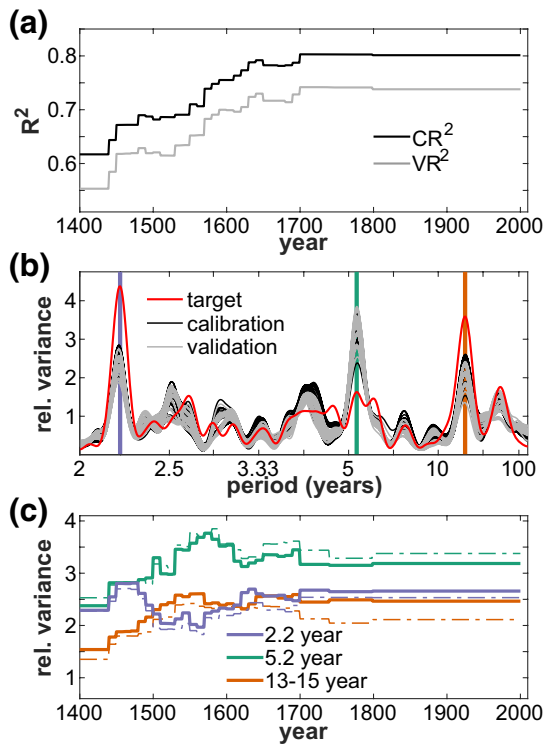 (a)
0.8
0.7
0.6
R²
CR²
VR²
1400 1500 1600 1700 1800 1900 2000
year
(b)
4
3
2
1
rel. variance
target
calibration
validation
2 2.5 3.33 5 10 100
period (years)
(c)
4
3
2
1
rel. variance
2.2 year
5.2 year
13-15 year
1400 1500 1600 1700 1800 1900 2000
year